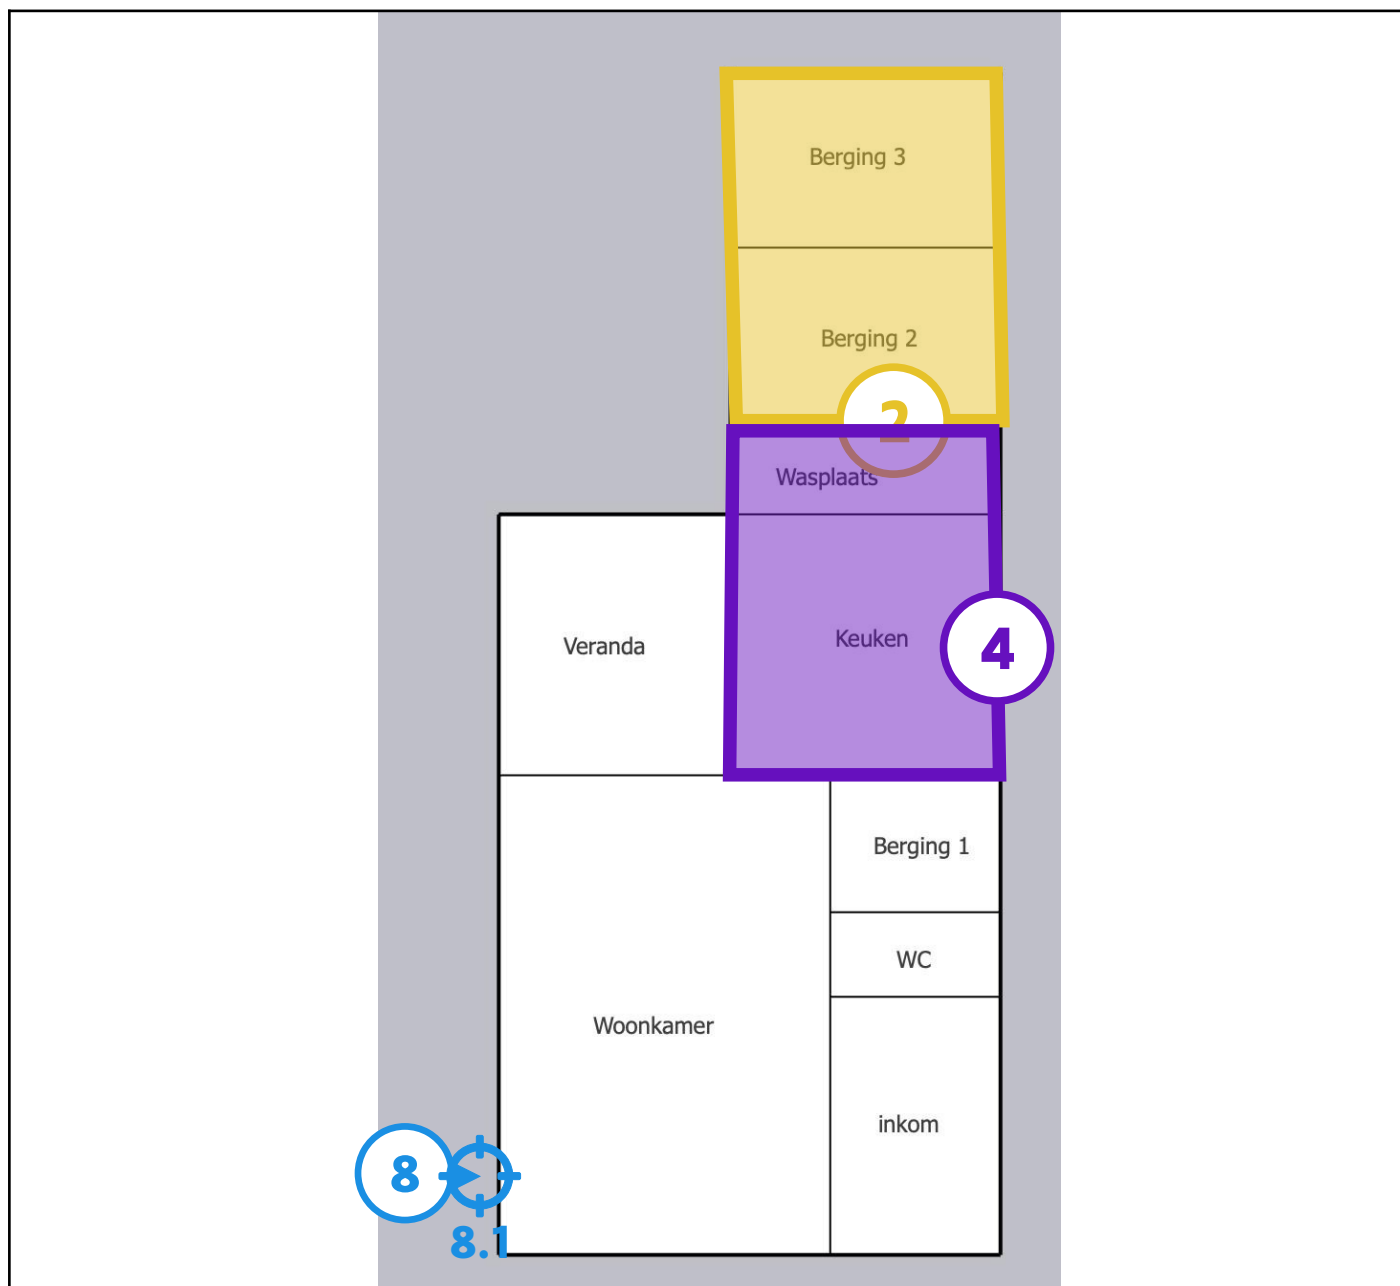 Berging 3
Berging 2
2
Wasplaats
Keuken
4
Veranda
Berging 1
WC
Woonkamer
inkom
8
8.1